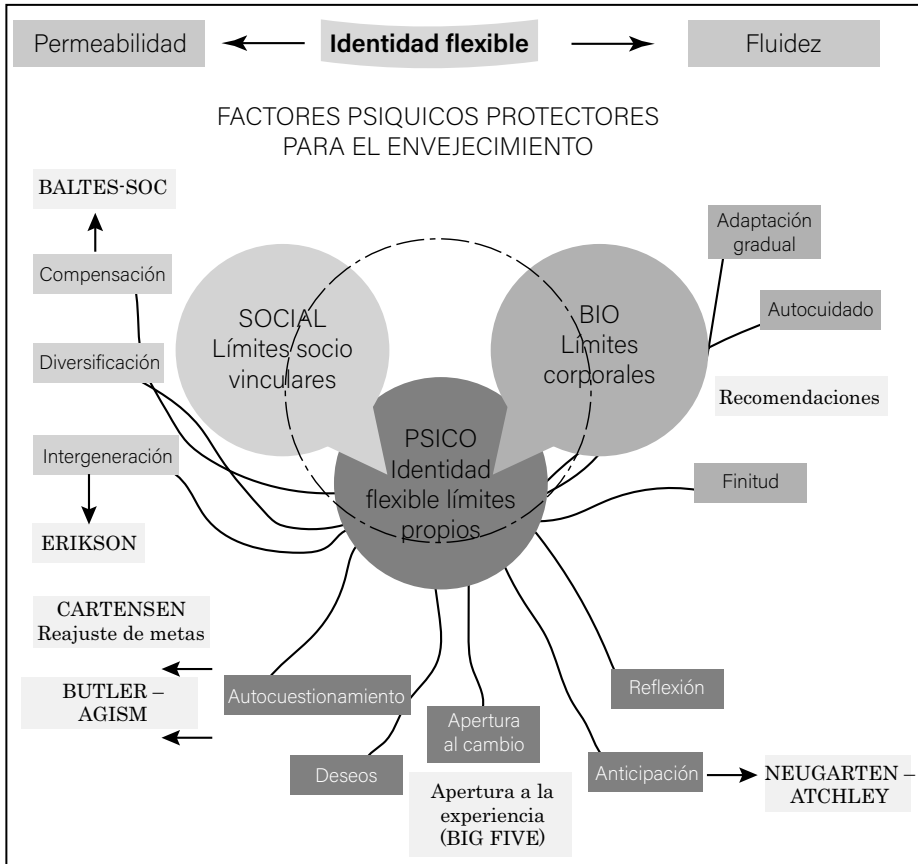 Permeabilidad
Identidad flexible
Fluidez
FACTORES PSIQUICOS PROTECTORES
PARA EL ENVEJECIMIENTO
BALTES-SOC
Compensación
Diversificación
Intergeneración
ERIKSON
SOCIAL
Límites socio
vinculares
BIO
Límites
corporales
PSICO
Identidad
flexible límites
propios
Adaptación
gradual
Autocuidado
Recomendaciones
Finitud
CARTENSEN
Reajuste de metas
BUTLER –
AGISM
Autocuestionamiento
Deseos
Apertura
al cambio
Apertura a la
experiencia
(BIG FIVE)
Reflexión
Anticipación
NEUGARTEN –
ATCHLEY